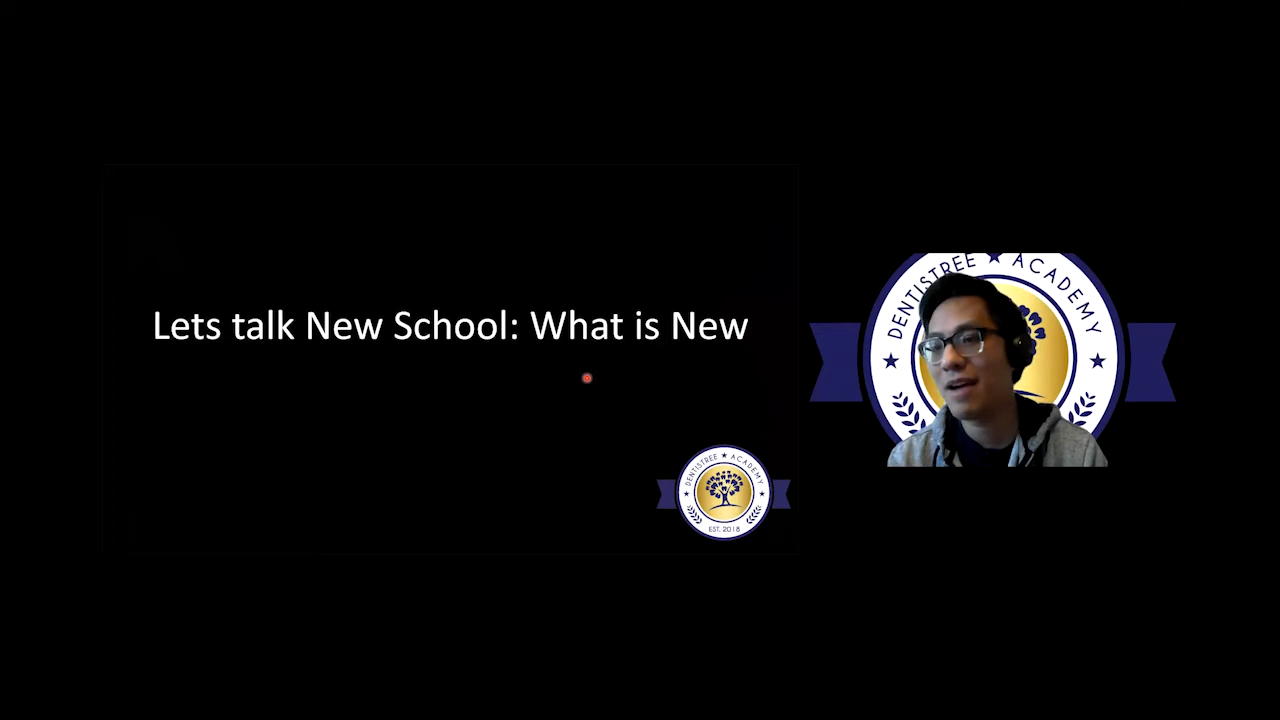 Lets talk New School: What is New
DENTISTREE ★ ACADEMY
EST. 2018
DENTISTREE ★ ACADEMY